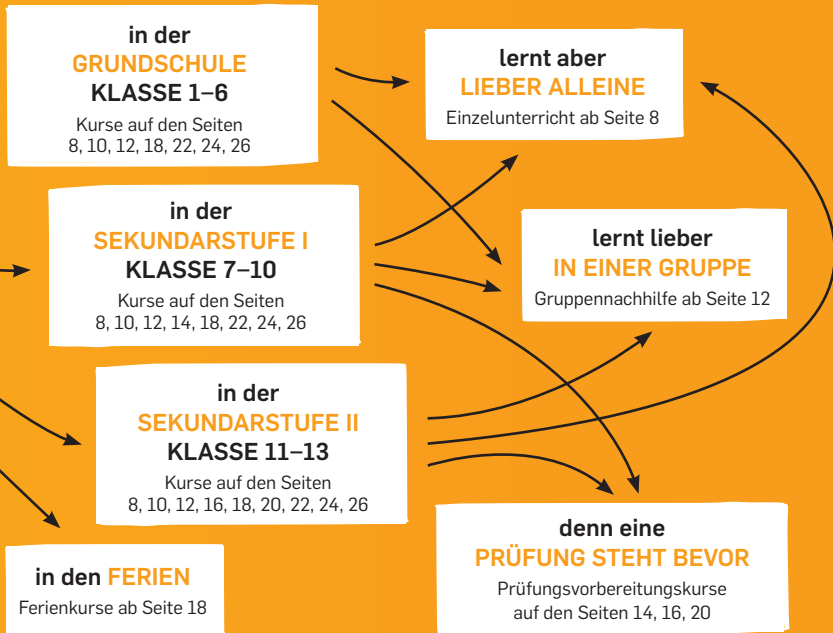 in der
GRUNDSCHULE
KLASSE 1–6
Kurse auf den Seiten
8, 10, 12, 18, 22, 24, 26
lernt aber
LIEBER ALLEINE
Einzelunterricht ab Seite 8
in der
SEKUNDARSTUFE I
KLASSE 7–10
Kurse auf den Seiten
8, 10, 12, 14, 18, 22, 24, 26
lernt lieber
IN EINER GRUPPE
Gruppennachhilfe ab Seite 12
in der
SEKUNDARSTUFE II
KLASSE 11–13
Kurse auf den Seiten
8, 10, 12, 16, 18, 20, 22, 24, 26
denn eine
PRÜFUNG STEHT BEVOR
Prüfungsvorbereitungskurse
auf den Seiten 14, 16, 20
in den FERIEN
Ferienkurse ab Seite 18